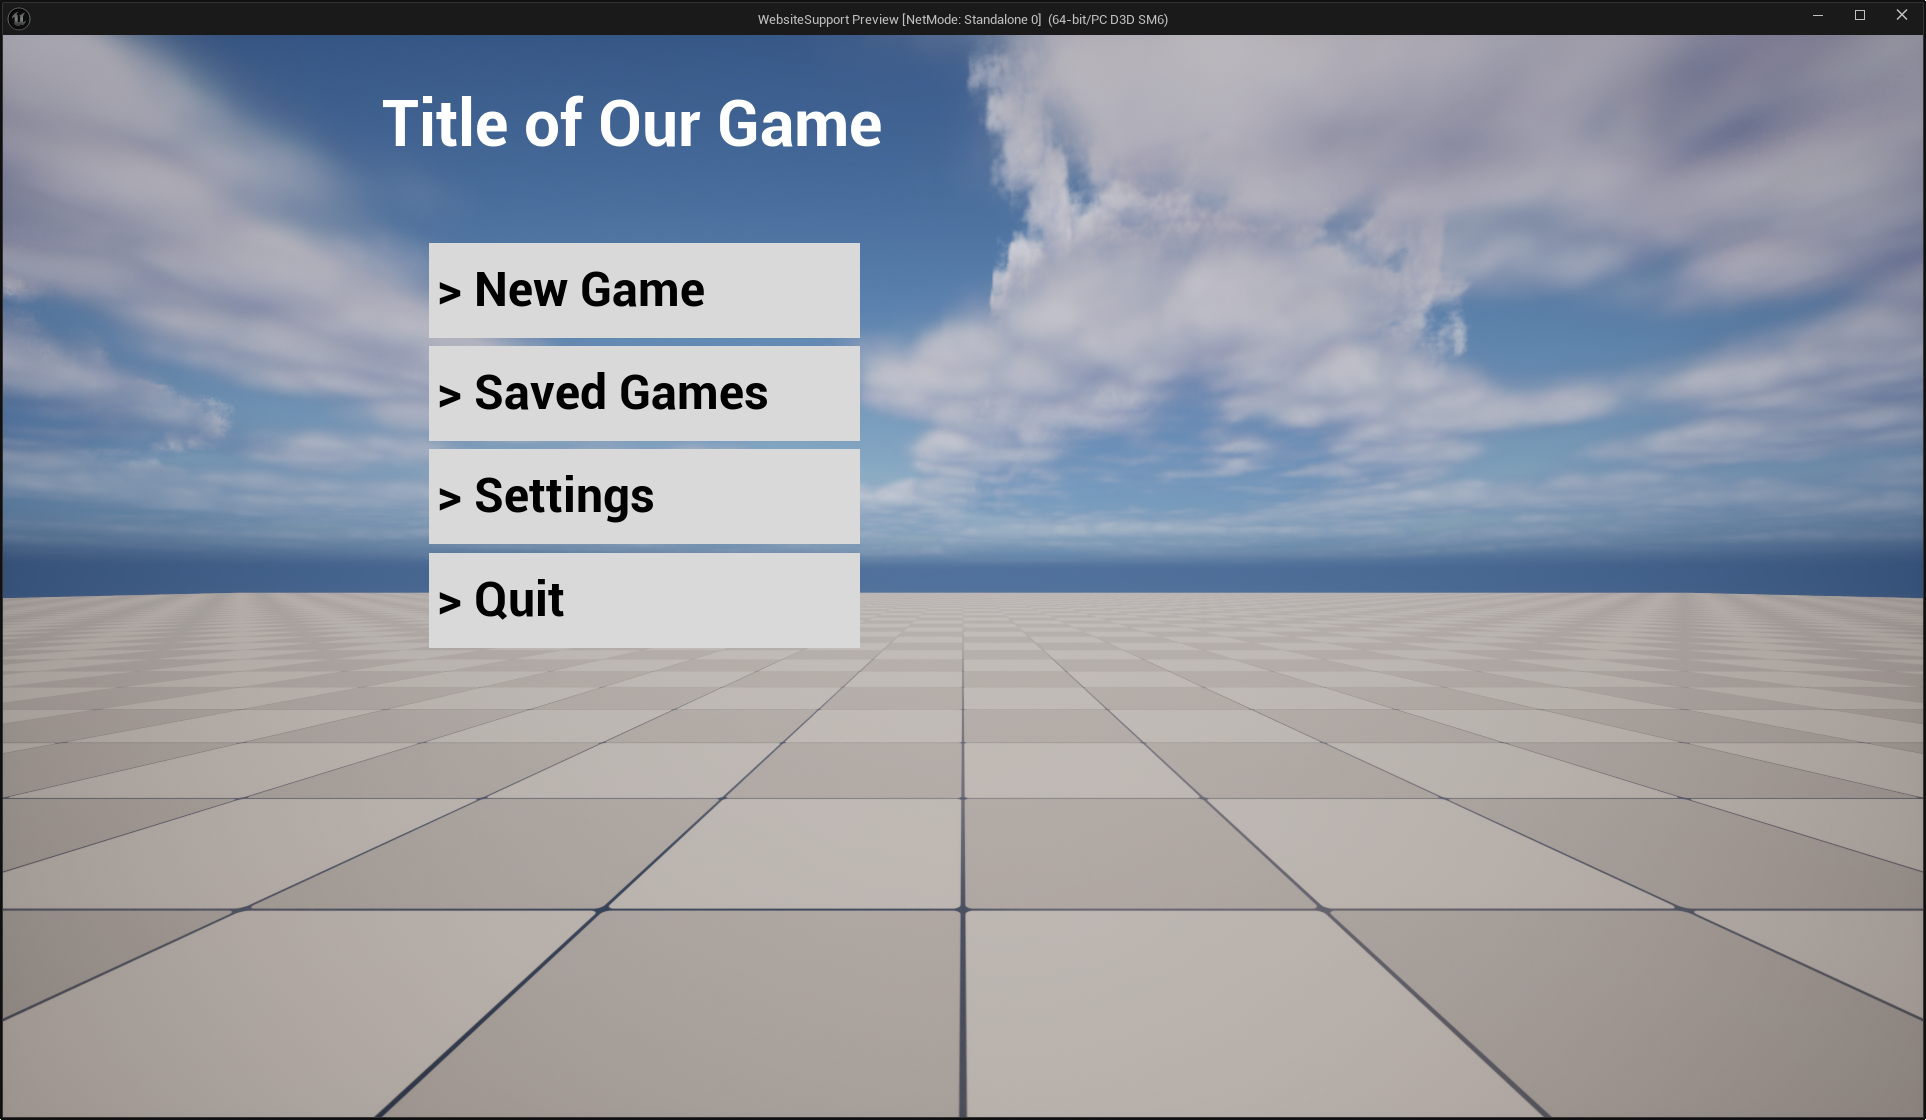 WebsiteSupport Preview [NetMode: Standalone 0] (64-bit/PC D3D SM6)
Title of Our Game
> New Game
> Saved Games
> Settings
> Quit